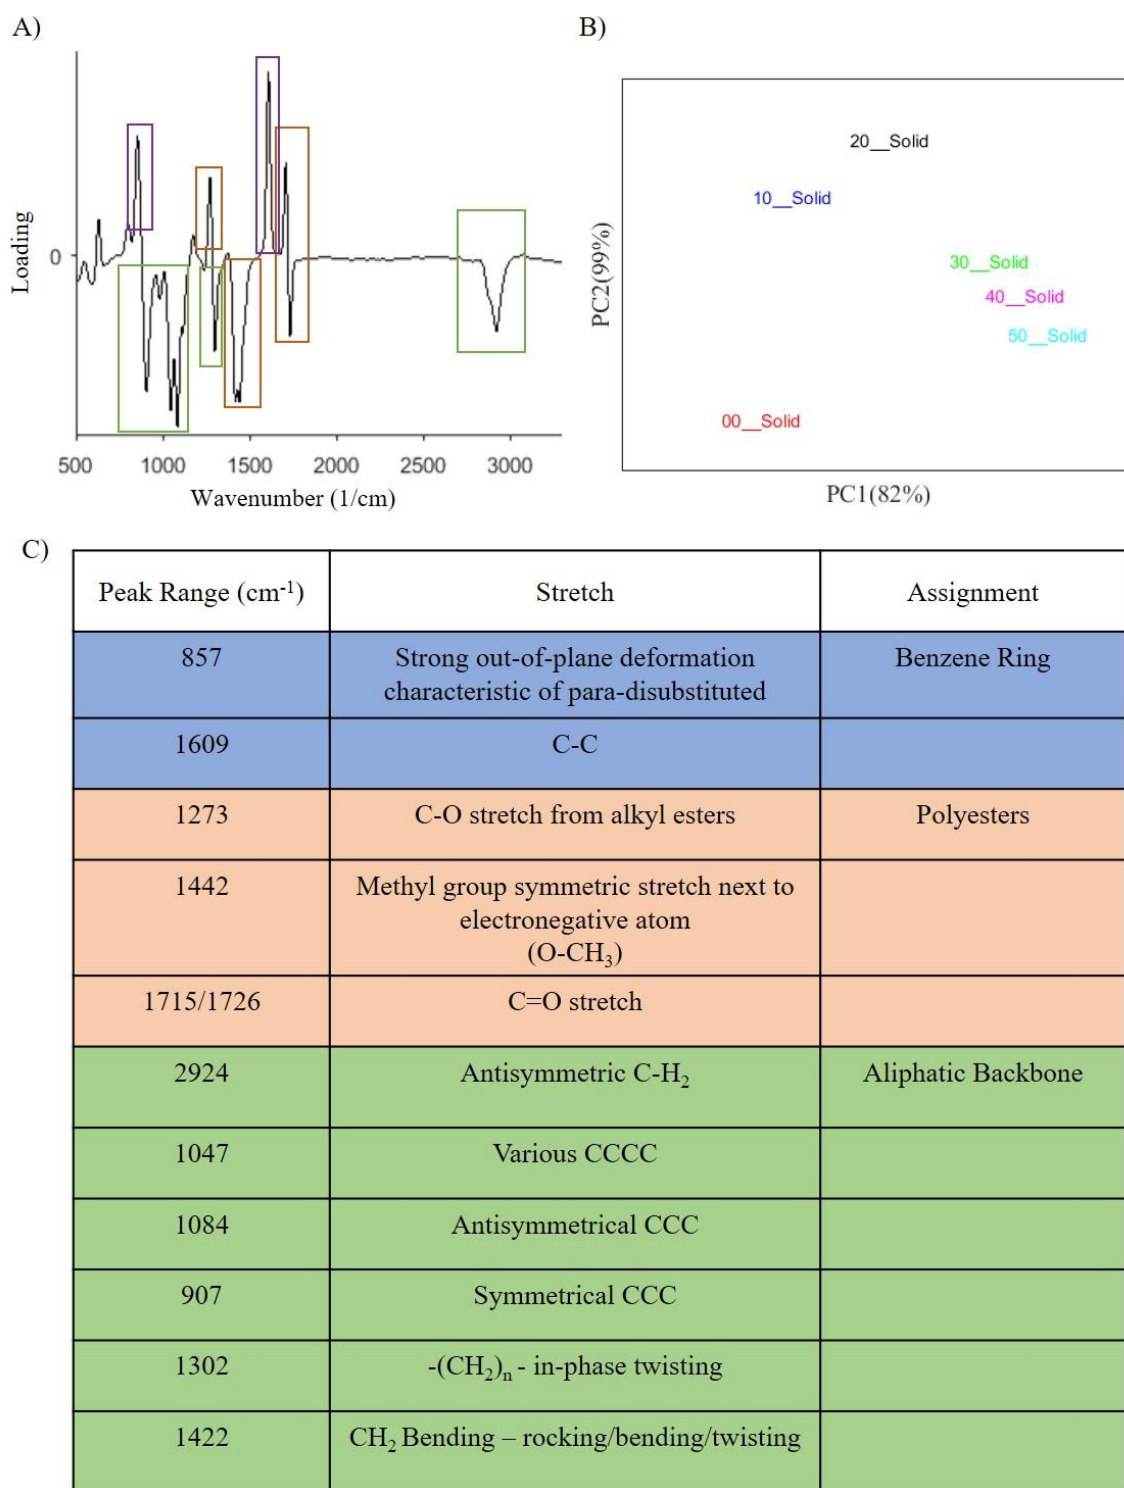 A)
Loading
0
500 1000 1500 2000 2500 3000
Wavenumber (1/cm)
B)
PC2(99%)
20__Solid
10__Solid
30__Solid
40__Solid
50__Solid
00__Solid
PC1(82%)
C)
Peak Range (cm⁻¹) Stretch Assignment
857 Strong out-of-plane deformation Benzene Ring
characteristic of para-disubstituted
1609 C-C
1273 C-O stretch from alkyl esters Polyesters
1442 Methyl group symmetric stretch next to
electronegative atom
(O-CH₃)
1715/1726 C=O stretch
2924 Antisymmetric C-H₂ Aliphatic Backbone
1047 Various CCCC
1084 Antisymmetrical CCC
907 Symmetrical CCC
1302 -(CH₂)ₙ - in-phase twisting
1422 CH₂ Bending – rocking/bending/twisting